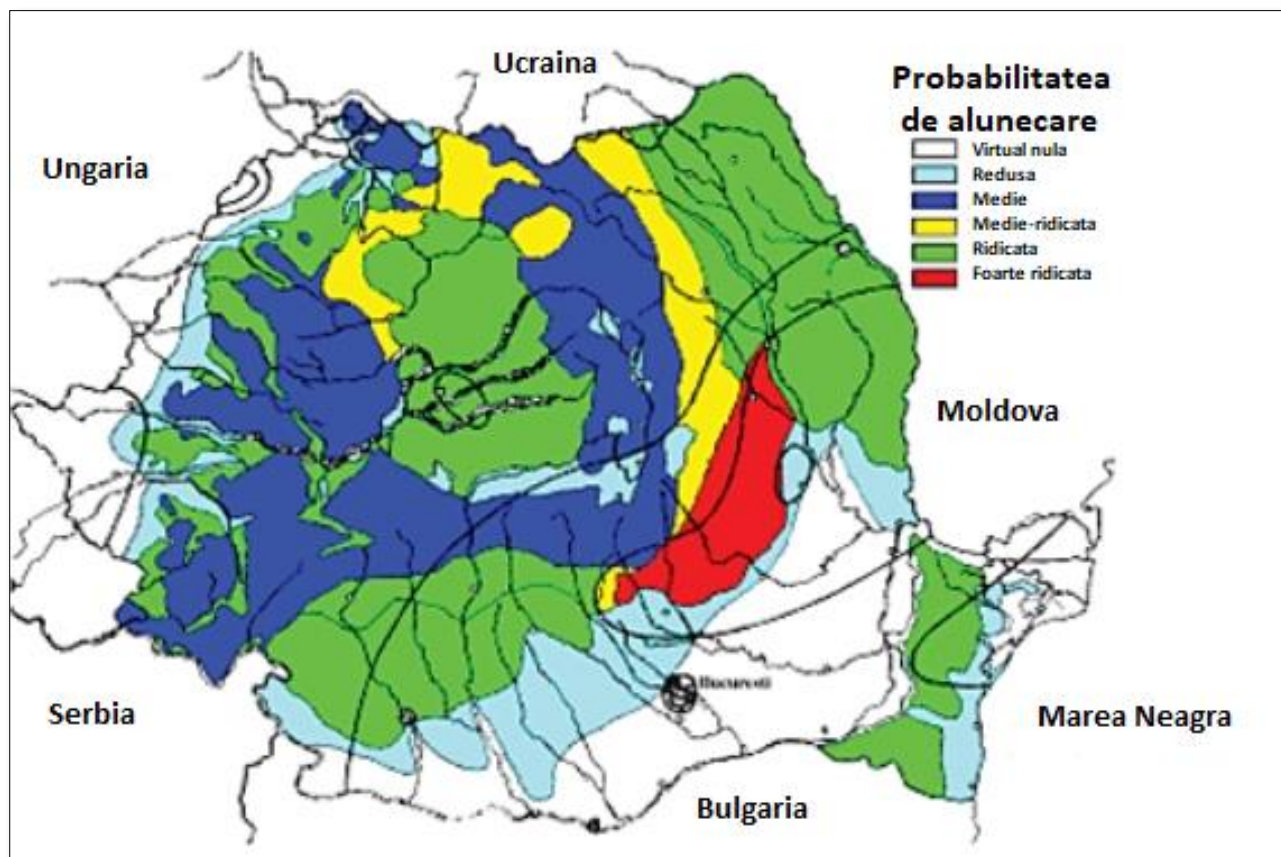 Ucraina
Probabilitatea
de alunecare
Virtual nula
Redusa
Medie
Medie-ridicata
Ridicata
Foarte ridicata
Ungaria
Moldova
Bucuresti
Serbia
Marea Neagra
Bulgaria